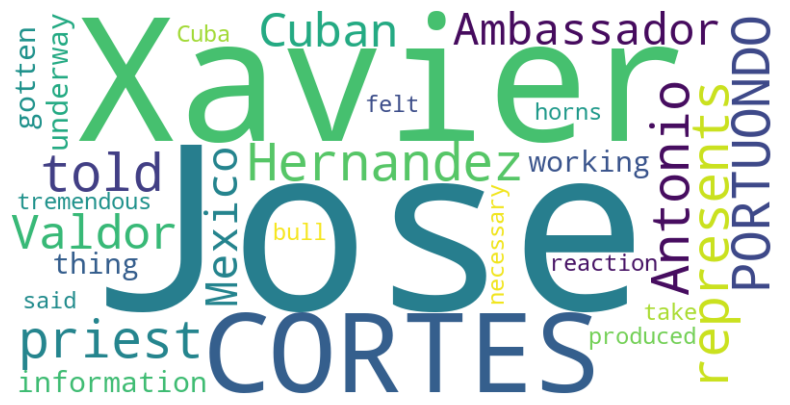 Xavier
Cuban
Ambassador
PORTUONDO
gotten
underway
Cuba
felt
horns
told
Hernandez
working
Antonio
represents
tremendous
Jose
Mexico
Valdor
bull
necessary
thing
reaction
said
CORTES
take
priest
produced
information